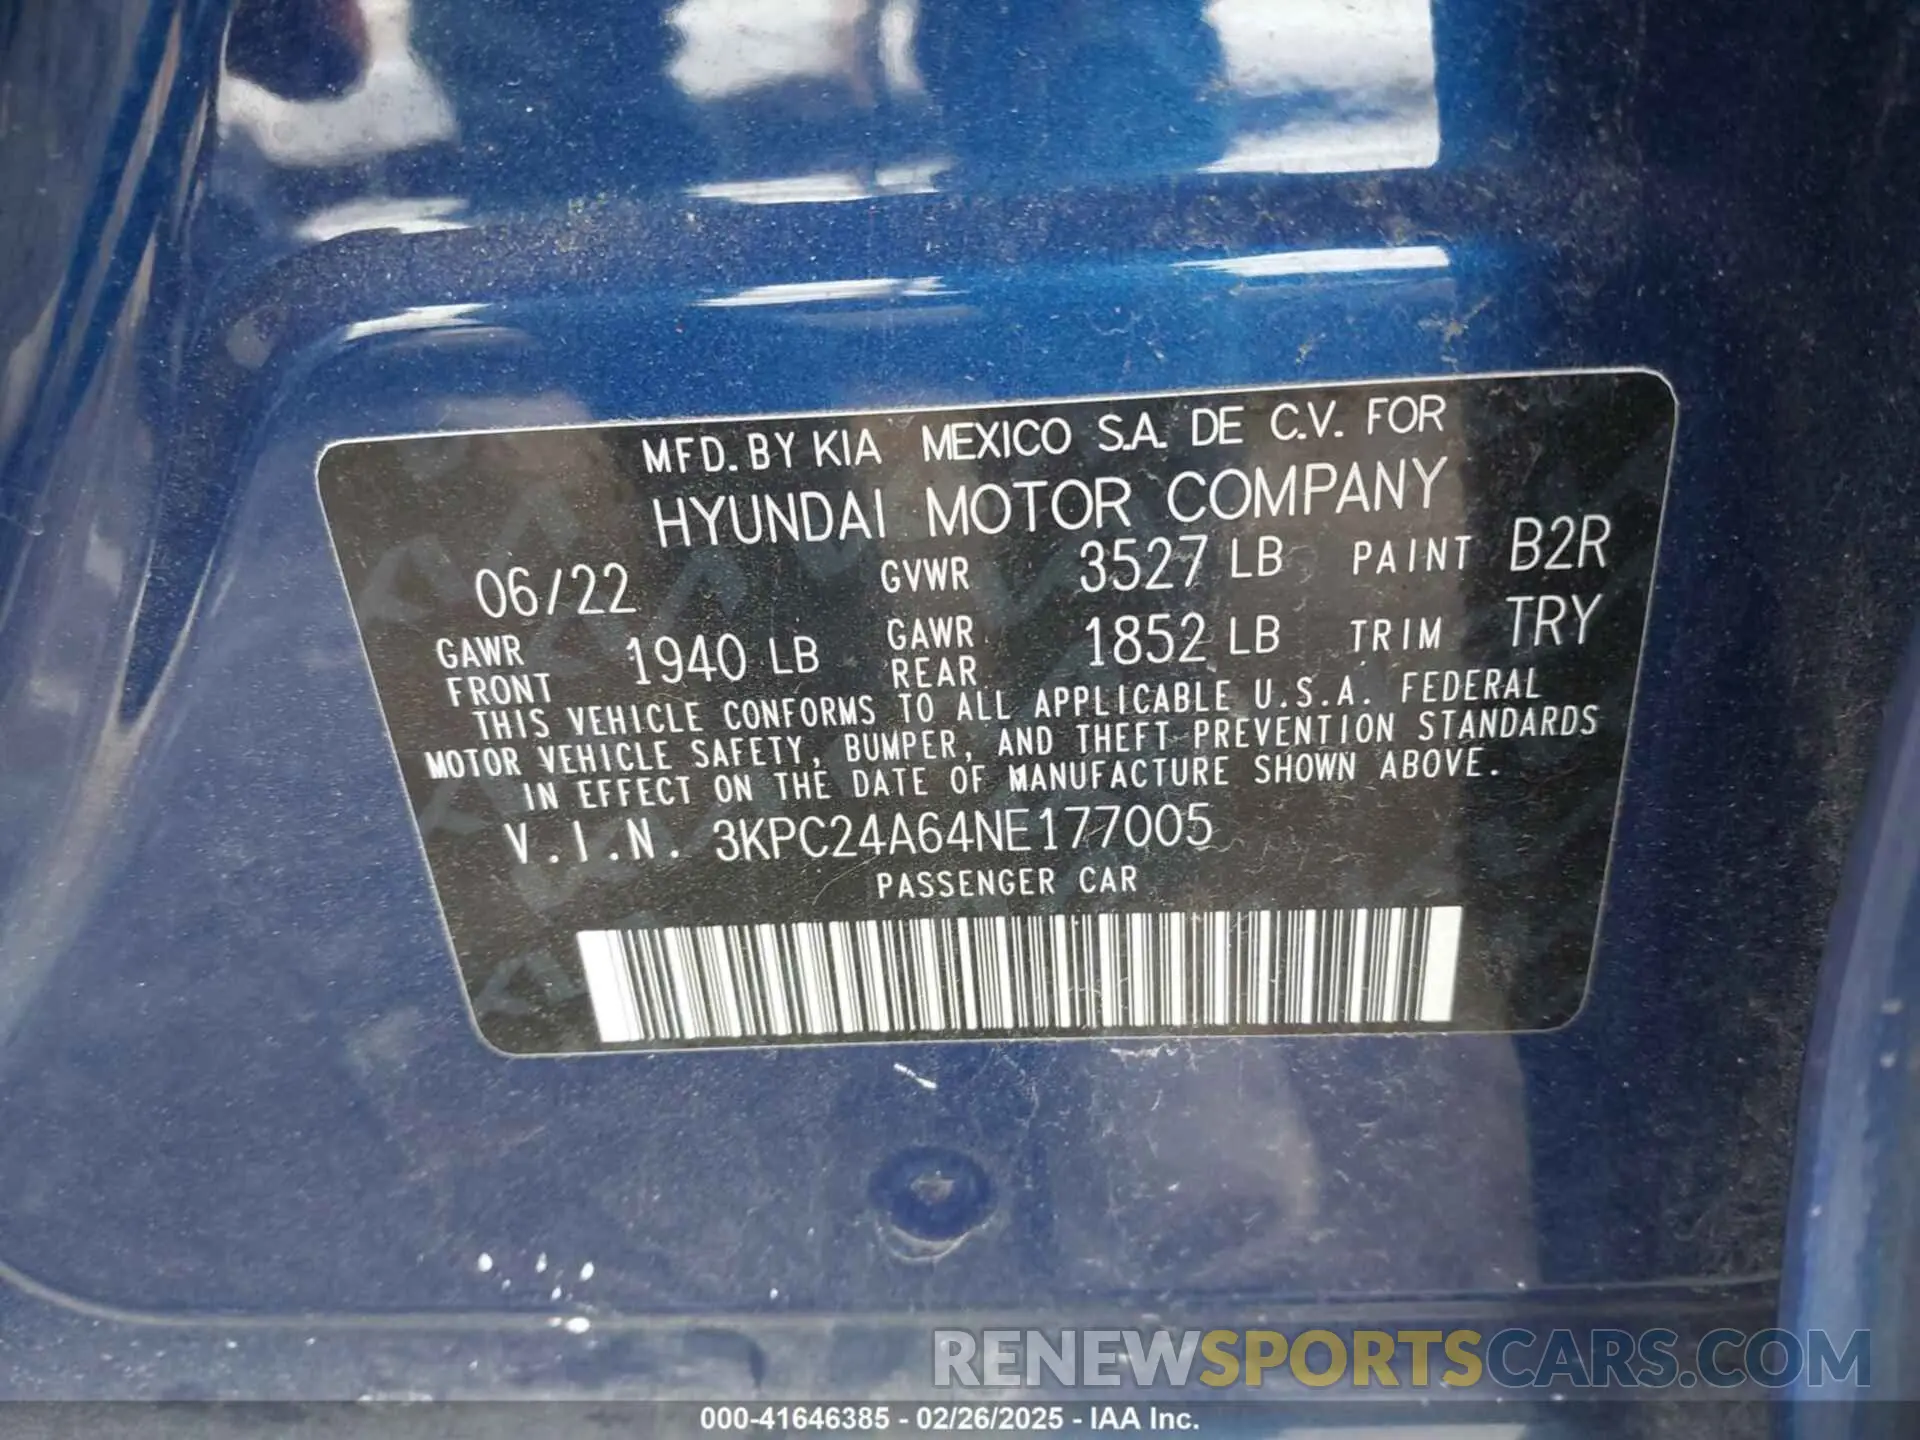 MFD. BY KIA MEXICO S.A. DE C.V. FOR
HYUNDAI MOTOR COMPANY
06/22 GVWR 3527 LB PAINT B2R
GAWR FRONT 1940 LB GAWR REAR 1852 LB TRIM TRY
THIS VEHICLE CONFORMS TO ALL APPLICABLE U.S.A. FEDERAL
MOTOR VEHICLE SAFETY, BUMPER, AND THEFT PREVENTION STANDARDS
IN EFFECT ON THE DATE OF MANUFACTURE SHOWN ABOVE.
V.I.N. 3KPC24A64NE177005
PASSENGER CAR
RENEWSPORTSCARS.COM
000-41646385 - 02/26/2025 - IAA Inc.